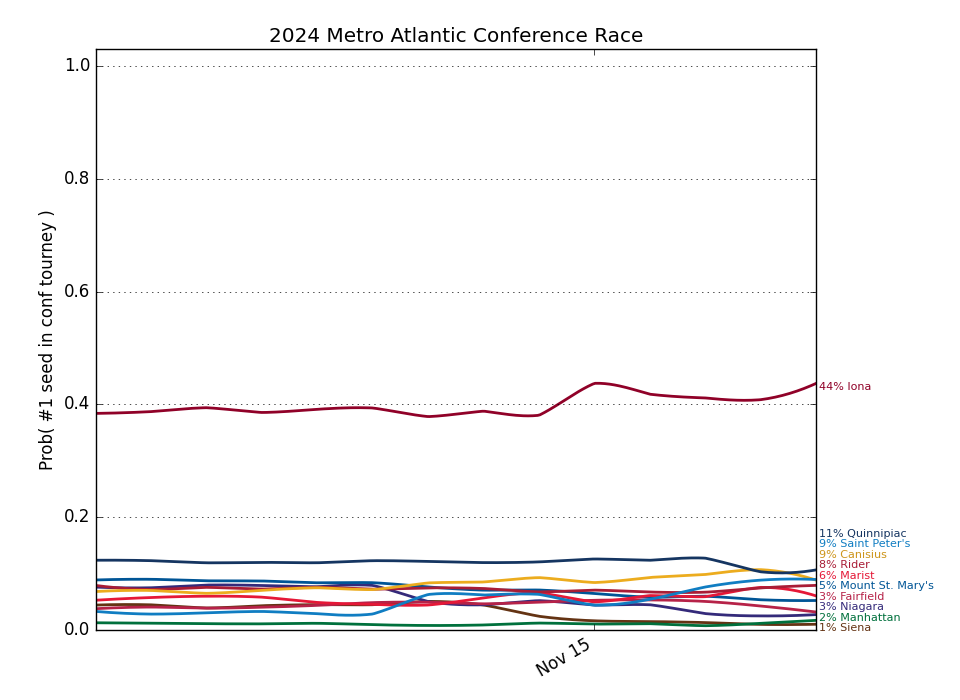 2024 Metro Atlantic Conference Race
Prob( #1 seed in conf tourney )
1.0
0.8
0.6
0.4
0.2
0.0
Nov 15
44% Iona
11% Quinnipiac
9% Saint Peter's
9% Canisius
8% Rider
6% Marist
5% Mount St. Mary's
3% Fairfield
3% Niagara
2% Manhattan
1% Siena